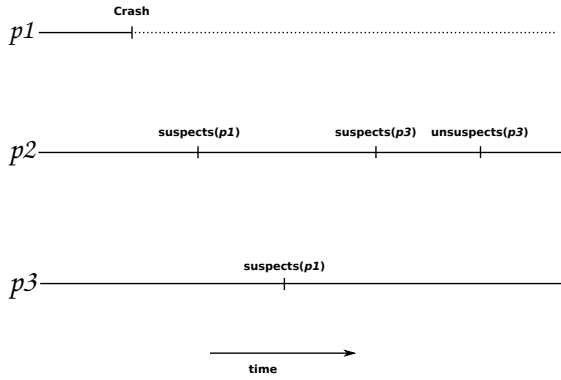 Crash
p1
suspects(p1) suspects(p3) unsuspects(p3)
p2
suspects(p1)
p3
time